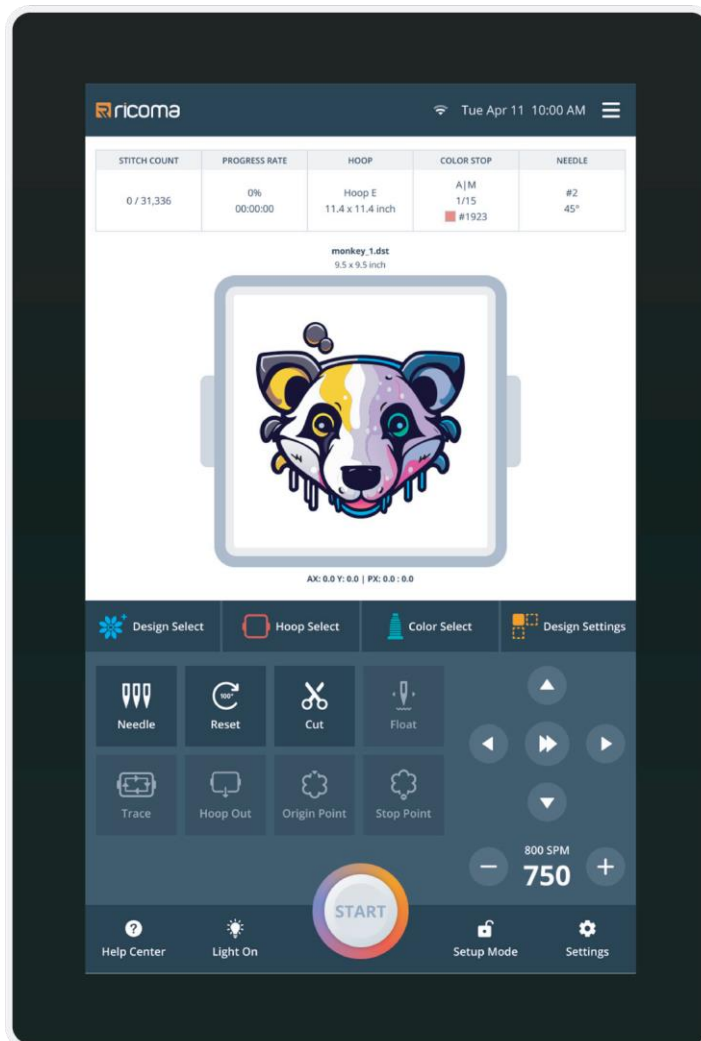 ricoma
Tue Apr 11 10:00 AM
STITCH COUNT PROGRESS RATE HOOP COLOR STOP NEEDLE
0 / 31,336
0%
00:00:00
Hoop E
11.4 x 11.4 inch
A|M
1/15
#1923
#2
45°
monkey_1.dst
9.5 x 9.5 inch
AX: 0.0 Y: 0.0 | PX: 0.0 : 0.0
Design Select Hoop Select Color Select Design Settings
100°
Needle Reset Cut Float
Trace Hoop Out Origin Point Stop Point
800 SPM
750
START
Help Center Light On Setup Mode Settings